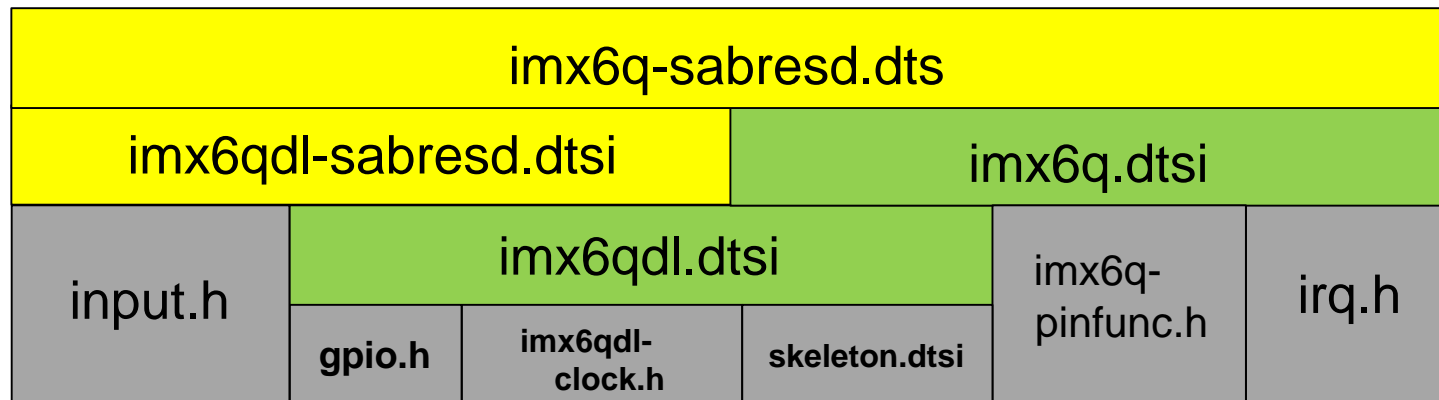 imx6q-sabresd.dts
imx6qdl-sabresd.dtsi
imx6q.dtsi
input.h
imx6qdl.dtsi
imx6q-
pinfunc.h
irq.h
gpio.h
imx6qdl-
clock.h
skeleton.dtsi